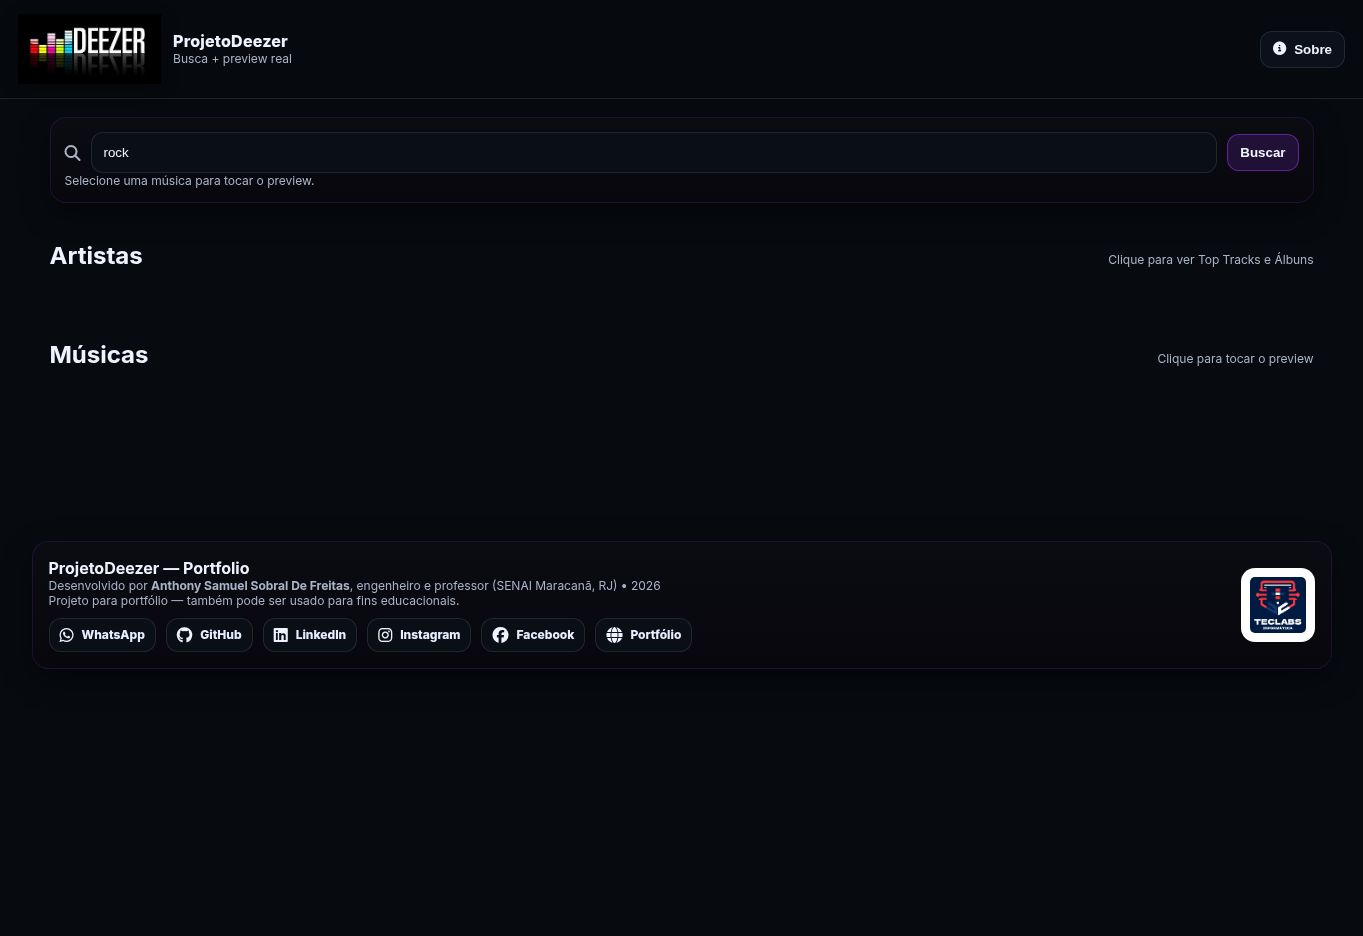 DEEZER
ProjetoDeezer
Busca + preview real
Sobre
rock
Buscar
Selecione uma música para tocar o preview.
Artistas
Clique para ver Top Tracks e Álbuns
Músicas
Clique para tocar o preview
ProjetoDeezer — Portfolio
Desenvolvido por Anthony Samuel Sobral De Freitas, engenheiro e professor (SENAI Maracanã, RJ) • 2026
Projeto para portfólio — também pode ser usado para fins educacionais.
WhatsApp GitHub LinkedIn Instagram Facebook Portfólio
TECLABS
INFORMÁTICA